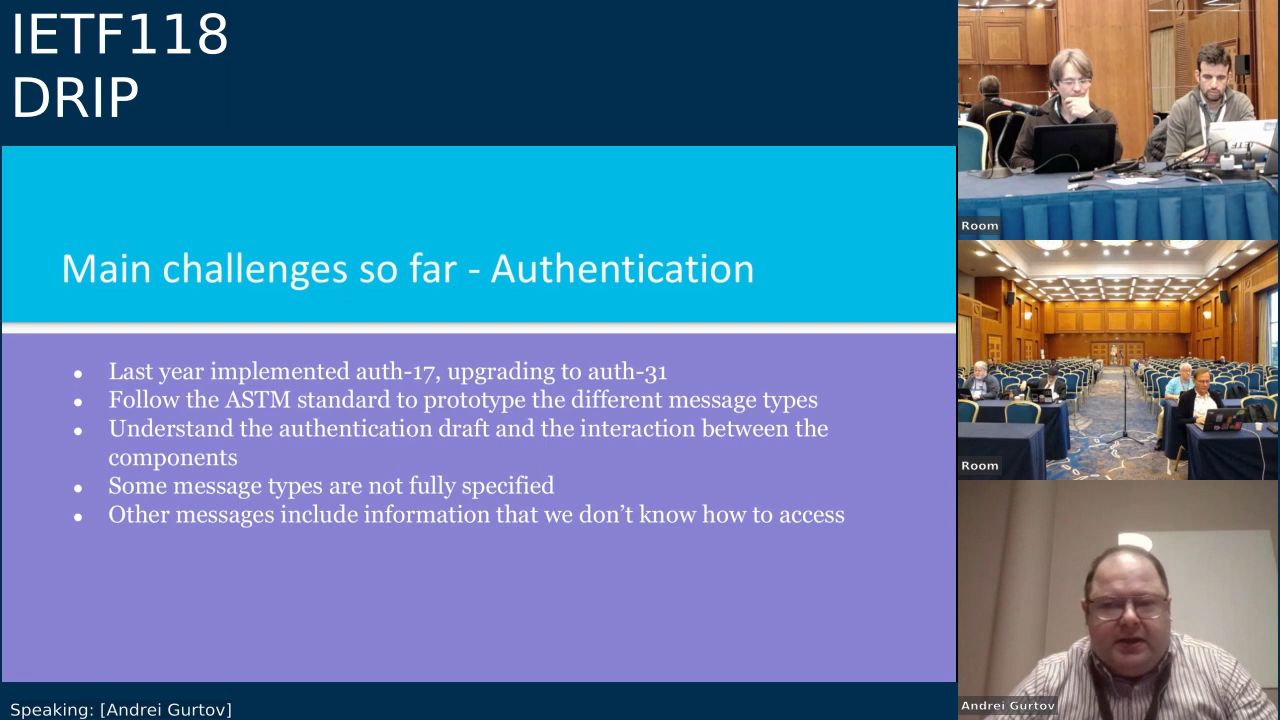 IETF118
DRIP
Main challenges so far - Authentication
● Last year implemented auth-17, upgrading to auth-31
● Follow the ASTM standard to prototype the different message types
● Understand the authentication draft and the interaction between the
components
● Some message types are not fully specified
● Other messages include information that we don’t know how to access
Speaking: [Andrei Gurtov]
Room
IETF
Room
Andrei Gurtov